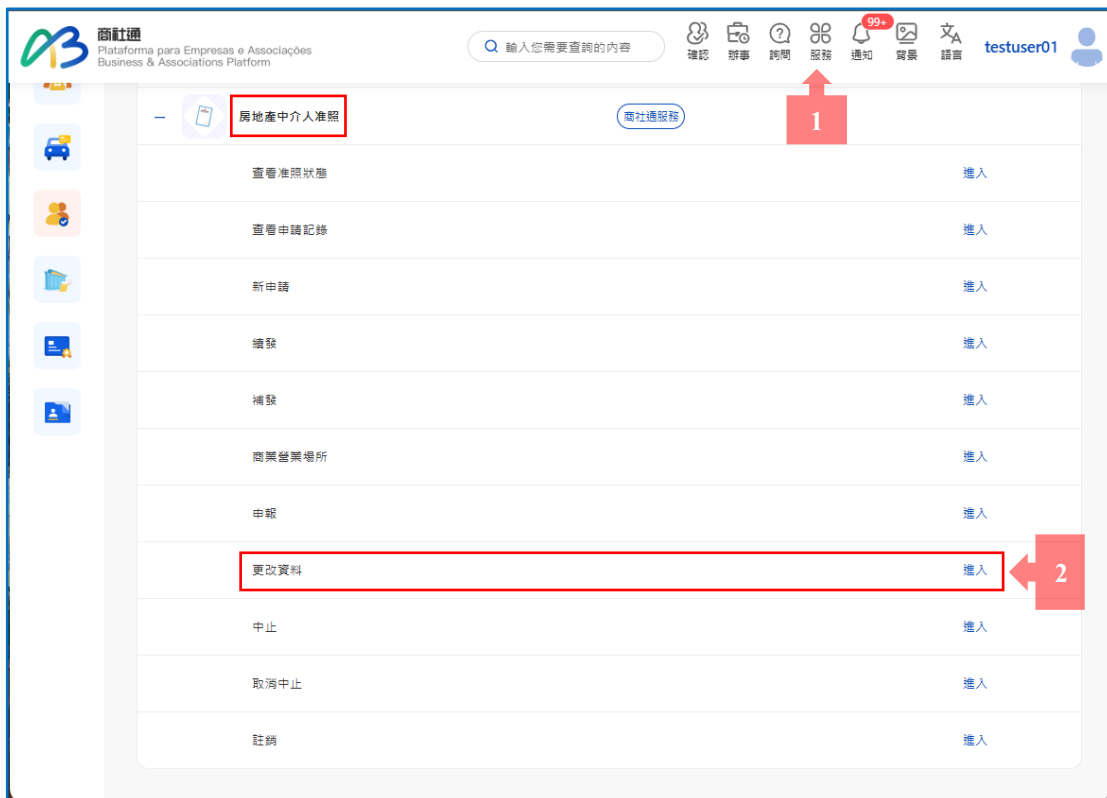 商社通
Plataforma para Empresas e Associações
Business & Associations Platform
輸入您需要查詢的內容
確認
辦事
詢問
服務
99+
通知
背景
語言
testuser01
1
房地產中介人准照
商社通服務
查看准照狀態 進入
查看申請記錄 進入
新申請 進入
續發 進入
補發 進入
商業營業場所 進入
申報 進入
更改資料 進入
2
中止 進入
取消中止 進入
註銷 進入